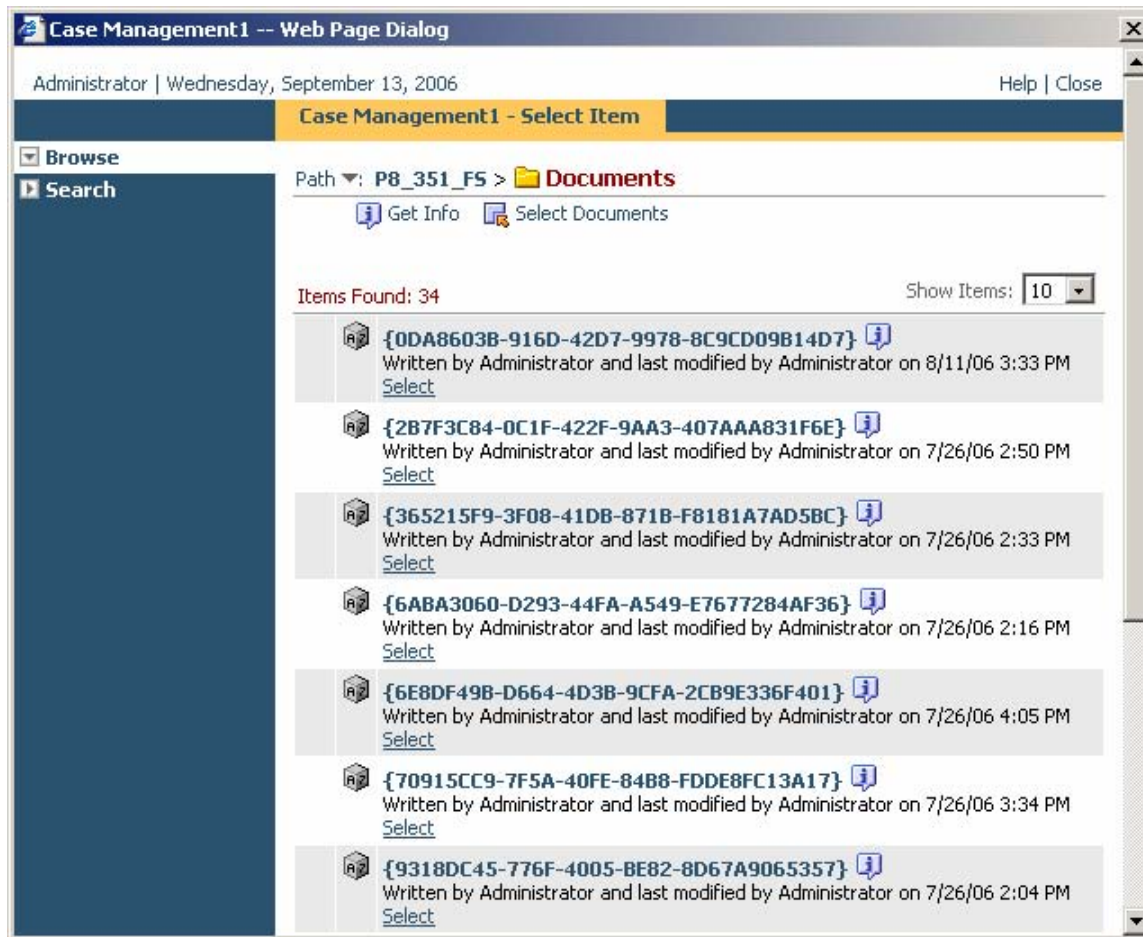 Case Management1 -- Web Page Dialog
Administrator | Wednesday, September 13, 2006 Help | Close
Case Management1 - Select Item
Browse
Search
Path : P8_351_FS > Documents
Get Info Select Documents
Items Found: 34 Show Items: 10
{0DA8603B-916D-42D7-9978-8C9CD09B14D7}
Written by Administrator and last modified by Administrator on 8/11/06 3:33 PM
Select
{2B7F3C84-0C1F-422F-9AA3-407AAA831F6E}
Written by Administrator and last modified by Administrator on 7/26/06 2:50 PM
Select
{365215F9-3F08-41DB-871B-F8181A7AD5BC}
Written by Administrator and last modified by Administrator on 7/26/06 2:33 PM
Select
{6ABA3060-D293-44FA-A549-E7677284AF36}
Written by Administrator and last modified by Administrator on 7/26/06 2:16 PM
Select
{6E8DF49B-D664-4D3B-9CFA-2CB9E336F401}
Written by Administrator and last modified by Administrator on 7/26/06 4:05 PM
Select
{70915CC9-7F5A-40FE-84B8-FDDE8FC13A17}
Written by Administrator and last modified by Administrator on 7/26/06 3:34 PM
Select
{9318DC45-776F-4005-BE82-8D67A9065357}
Written by Administrator and last modified by Administrator on 7/26/06 2:04 PM
Select